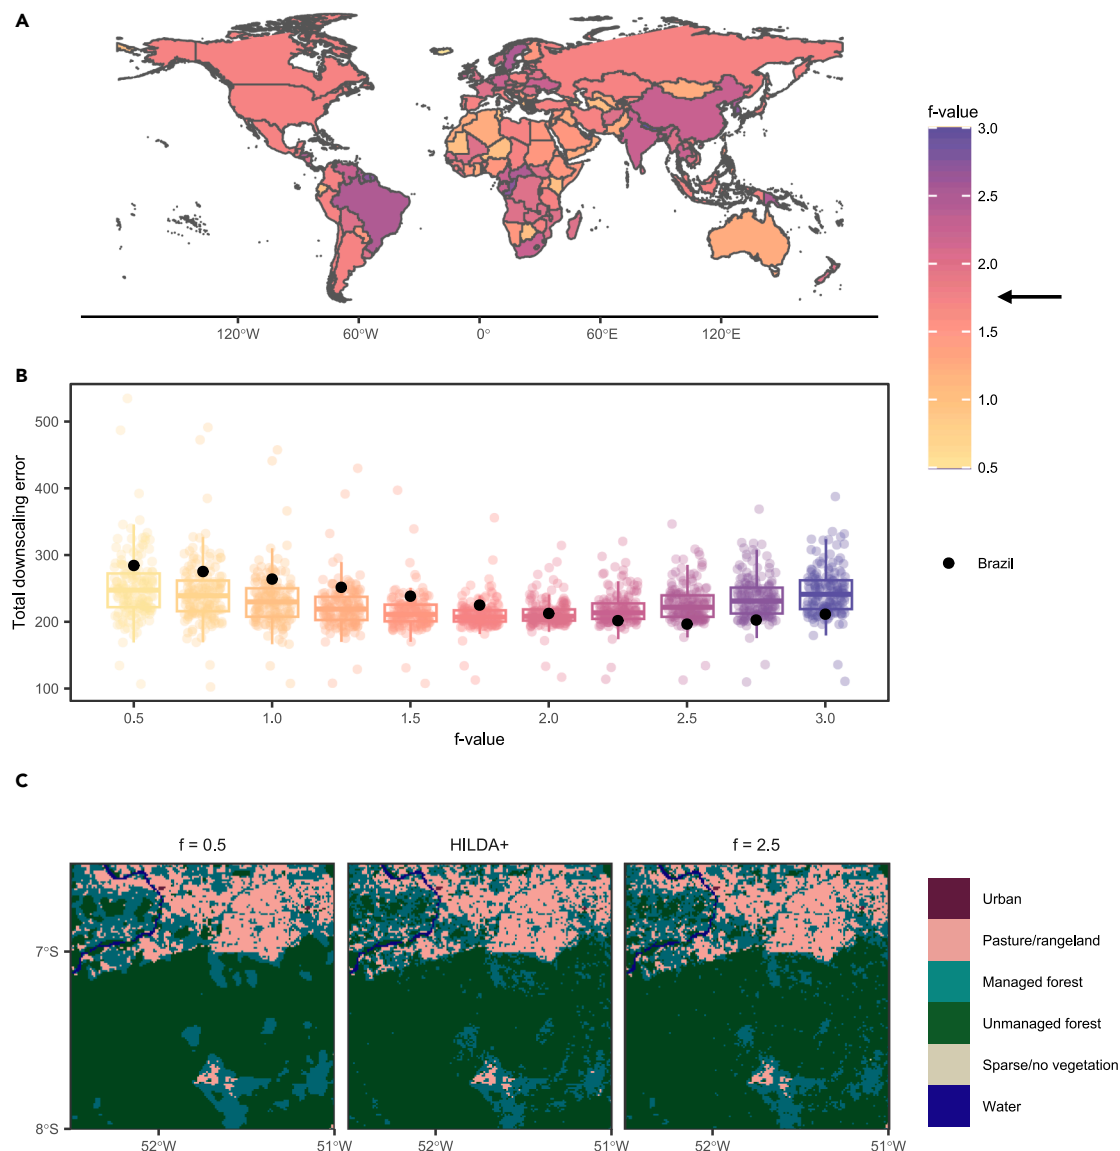 A
f-value
3.0
2.5
2.0
1.5
1.0
0.5
120°W 60°W 0° 60°E 120°E
B
Total downscaling error
500
400
300
200
100
0.5 1.0 1.5 2.0 2.5 3.0
f-value
Brazil
C
f = 0.5 HILDA+ f = 2.5
7°S
8°S
52°W 51°W 52°W 51°W 52°W 51°W
Urban
Pasture/rangeland
Managed forest
Unmanaged forest
Sparse/no vegetation
Water